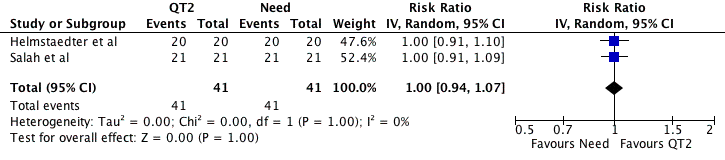 QT2 Need Risk Ratio Risk Ratio
Study or Subgroup Events Total Events Total Weight IV, Random, 95% CI IV, Random, 95% CI
Helmstaedter et al 20 20 20 20 47.6% 1.00 [0.91, 1.10]
Salah et al 21 21 21 21 52.4% 1.00 [0.91, 1.09]
Total (95% CI) 41 41 100.0% 1.00 [0.94, 1.07]
Total events 41 41
Heterogeneity: Tau² = 0.00; Chi² = 0.00, df = 1 (P = 1.00); I² = 0%
Test for overall effect: Z = 0.00 (P = 1.00)
0.5 0.7 1 1.5 2
Favours Need Favours QT2